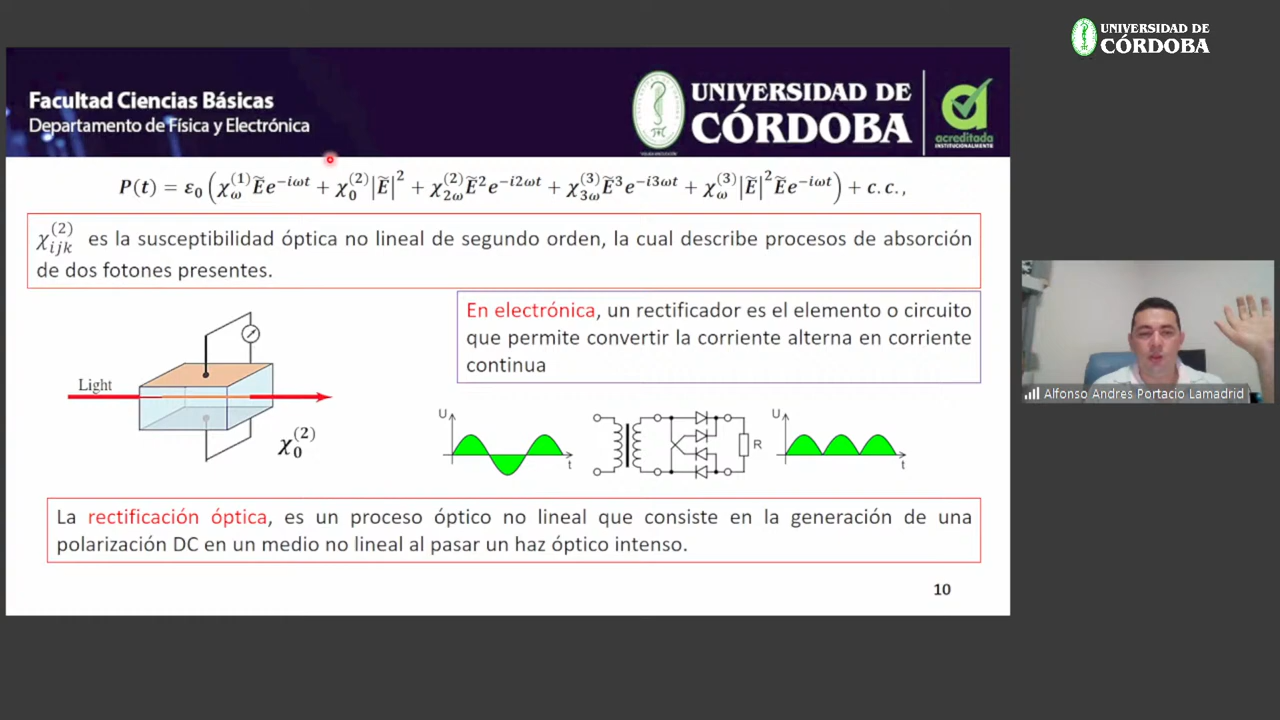 UNIVERSIDAD DE
CÓRDOBA
Facultad Ciencias Básicas
Departamento de Física y Electrónica
UNIVERSIDAD DE
CÓRDOBA
acreditada
INSTITUCIONALMENTE
P(t) = ε₀ (χ_ω^(1) Ẽe^(−iωt) + χ_0^(2) |Ẽ|² + χ_2ω^(2) Ẽ² e^(−i2ωt) + χ_3ω^(3) Ẽ³ e^(−i3ωt) + χ_ω^(3) |Ẽ|² Ẽe^(−iωt)) + c.c.,
χ_ijk^(2) es la susceptibilidad óptica no lineal de segundo orden, la cual describe procesos de absorción
de dos fotones presentes.
En electrónica, un rectificador es el elemento o circuito
que permite convertir la corriente alterna en corriente
continua
Light
χ_0^(2)
U
t
R
U
t
La rectificación óptica, es un proceso óptico no lineal que consiste en la generación de una
polarización DC en un medio no lineal al pasar un haz óptico intenso.
10
Alfonso Andres Portacio Lamadrid